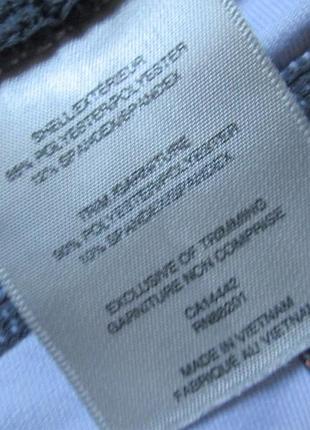 SHELL/EXTERIEUR
88% POLYESTER/POLYESTER
12% SPANDEX/SPANDEX
TRIM /GARNITURE
90% POLYESTER/POLYESTER
10% SPANDEX/SPANDEX
EXCLUSIVE OF TRIMMING
GARNITURE NON COMPRISE
CA14442
RN88201
MADE IN VIETNAM
FABRIQUE AU VIETNAM